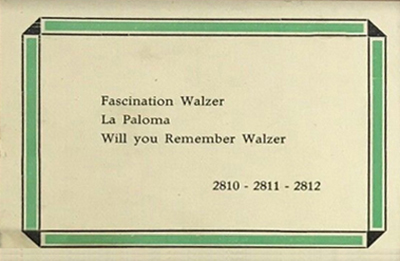 Fascination Walzer
La Paloma
Will you Remember Walzer
2810 - 2811 - 2812